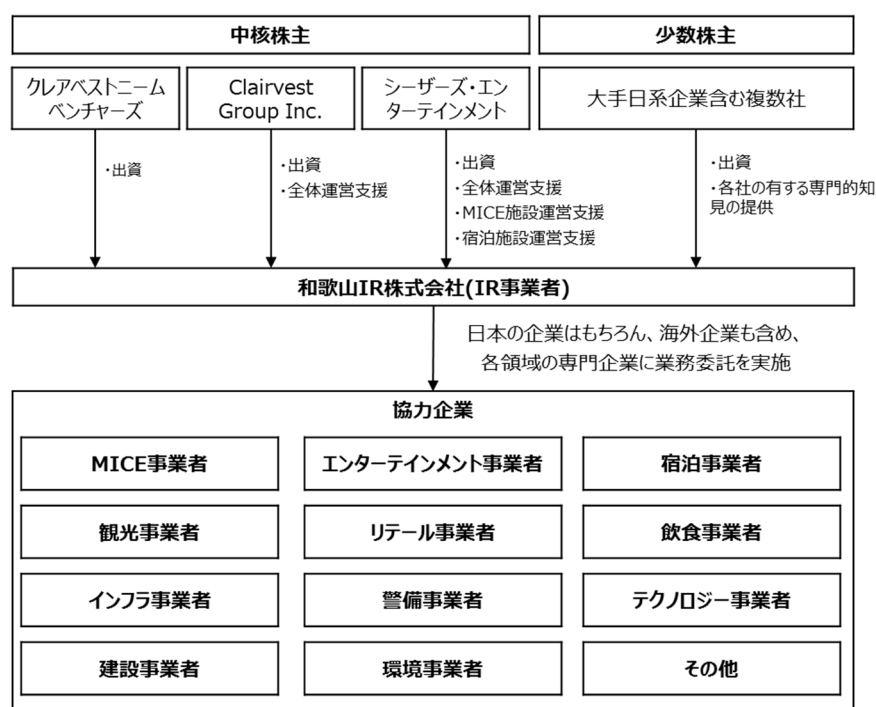 中核株主
少数株主
クレアベストニーム
ベンチャーズ
Clairvest
Group Inc.
シーザーズ・エン
ターテインメント
大手日系企業含む複数社
・出資
・出資
・全体運営支援
・出資
・全体運営支援
・MICE施設運営支援
・宿泊施設運営支援
・出資
・各社の有する専門的知
見の提供
和歌山IR株式会社(IR事業者)
日本の企業はもちろん、海外企業も含め、
各領域の専門企業に業務委託を実施
協力企業
MICE事業者
エンターテインメント事業者
宿泊事業者
観光事業者
リテール事業者
飲食事業者
インフラ事業者
警備事業者
テクノロジー事業者
建設事業者
環境事業者
その他